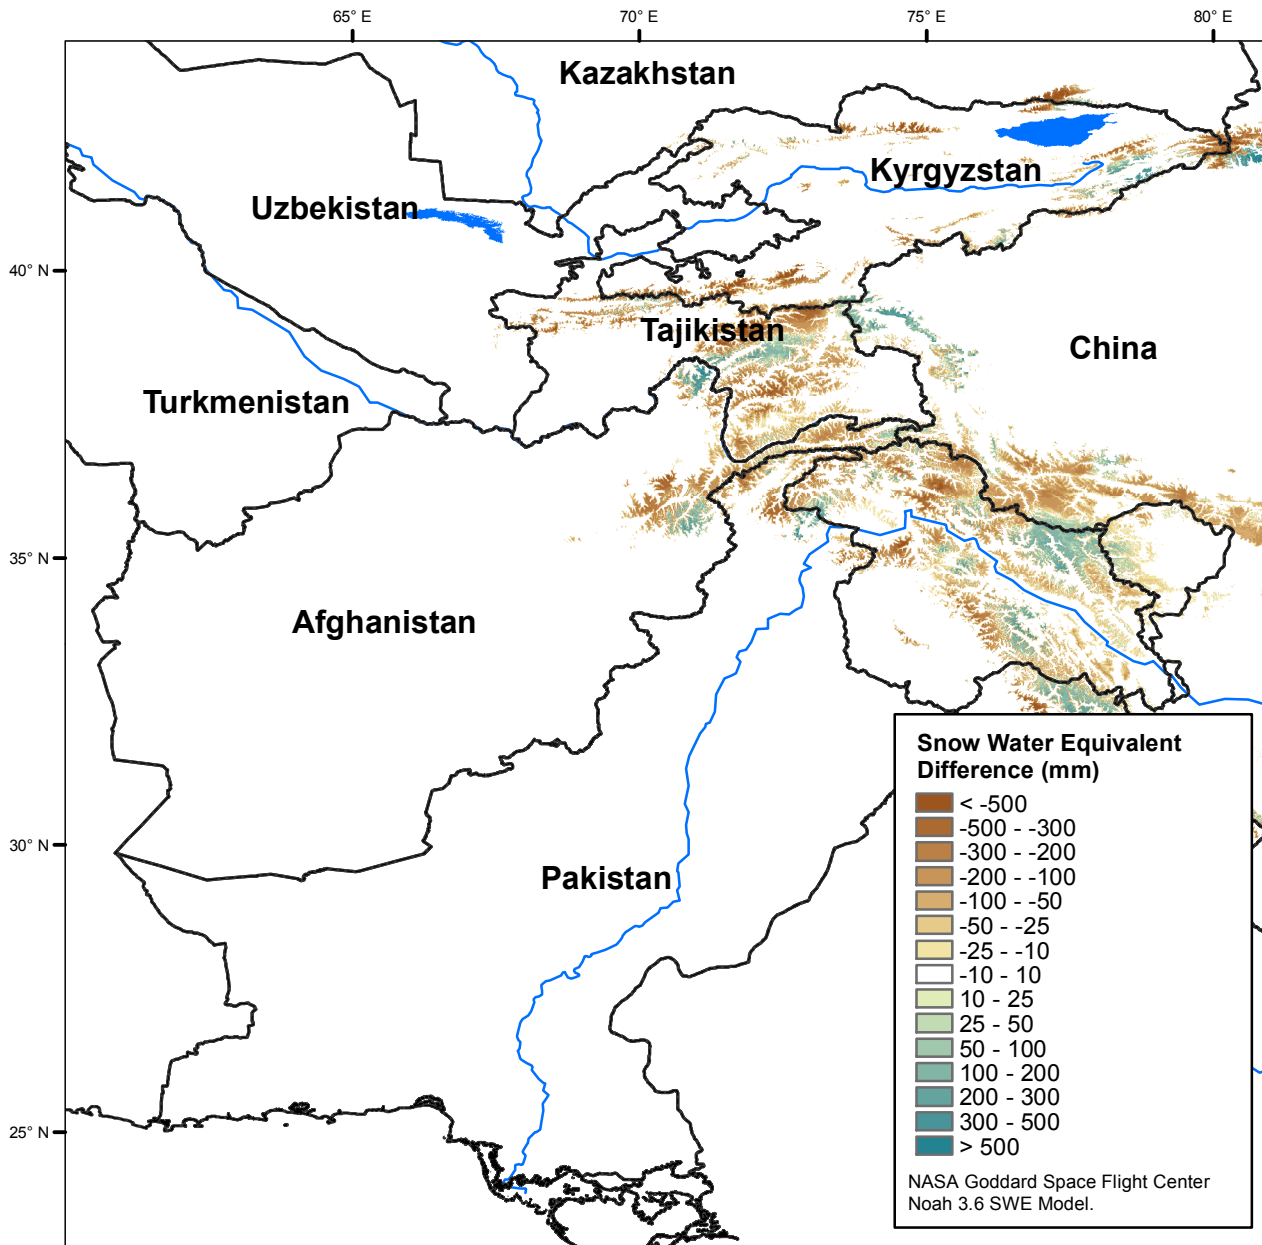 65° E
70° E
75° E
80° E
Kazakhstan
Kyrgyzstan
Uzbekistan
40° N
Tajikistan
China
Turkmenistan
35° N
Afghanistan
30° N
Pakistan
25° N
Snow Water Equivalent
Difference (mm)
< -500
-500 - -300
-300 - -200
-200 - -100
-100 - -50
-50 - -25
-25 - -10
-10 - 10
10 - 25
25 - 50
50 - 100
100 - 200
200 - 300
300 - 500
> 500
NASA Goddard Space Flight Center
Noah 3.6 SWE Model.